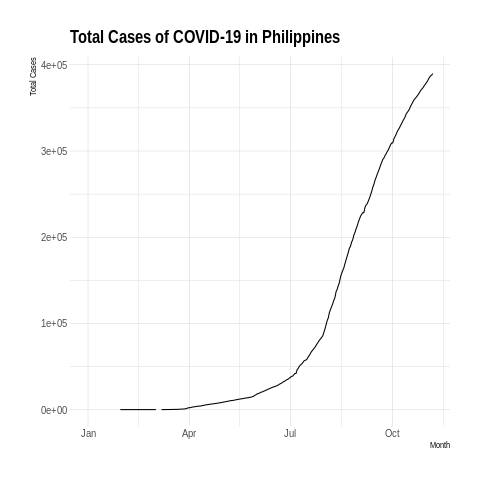 Total Cases of COVID-19 in Philippines
Total Cases
4e+05
3e+05
2e+05
1e+05
0e+00
Jan Apr Jul Oct
Month